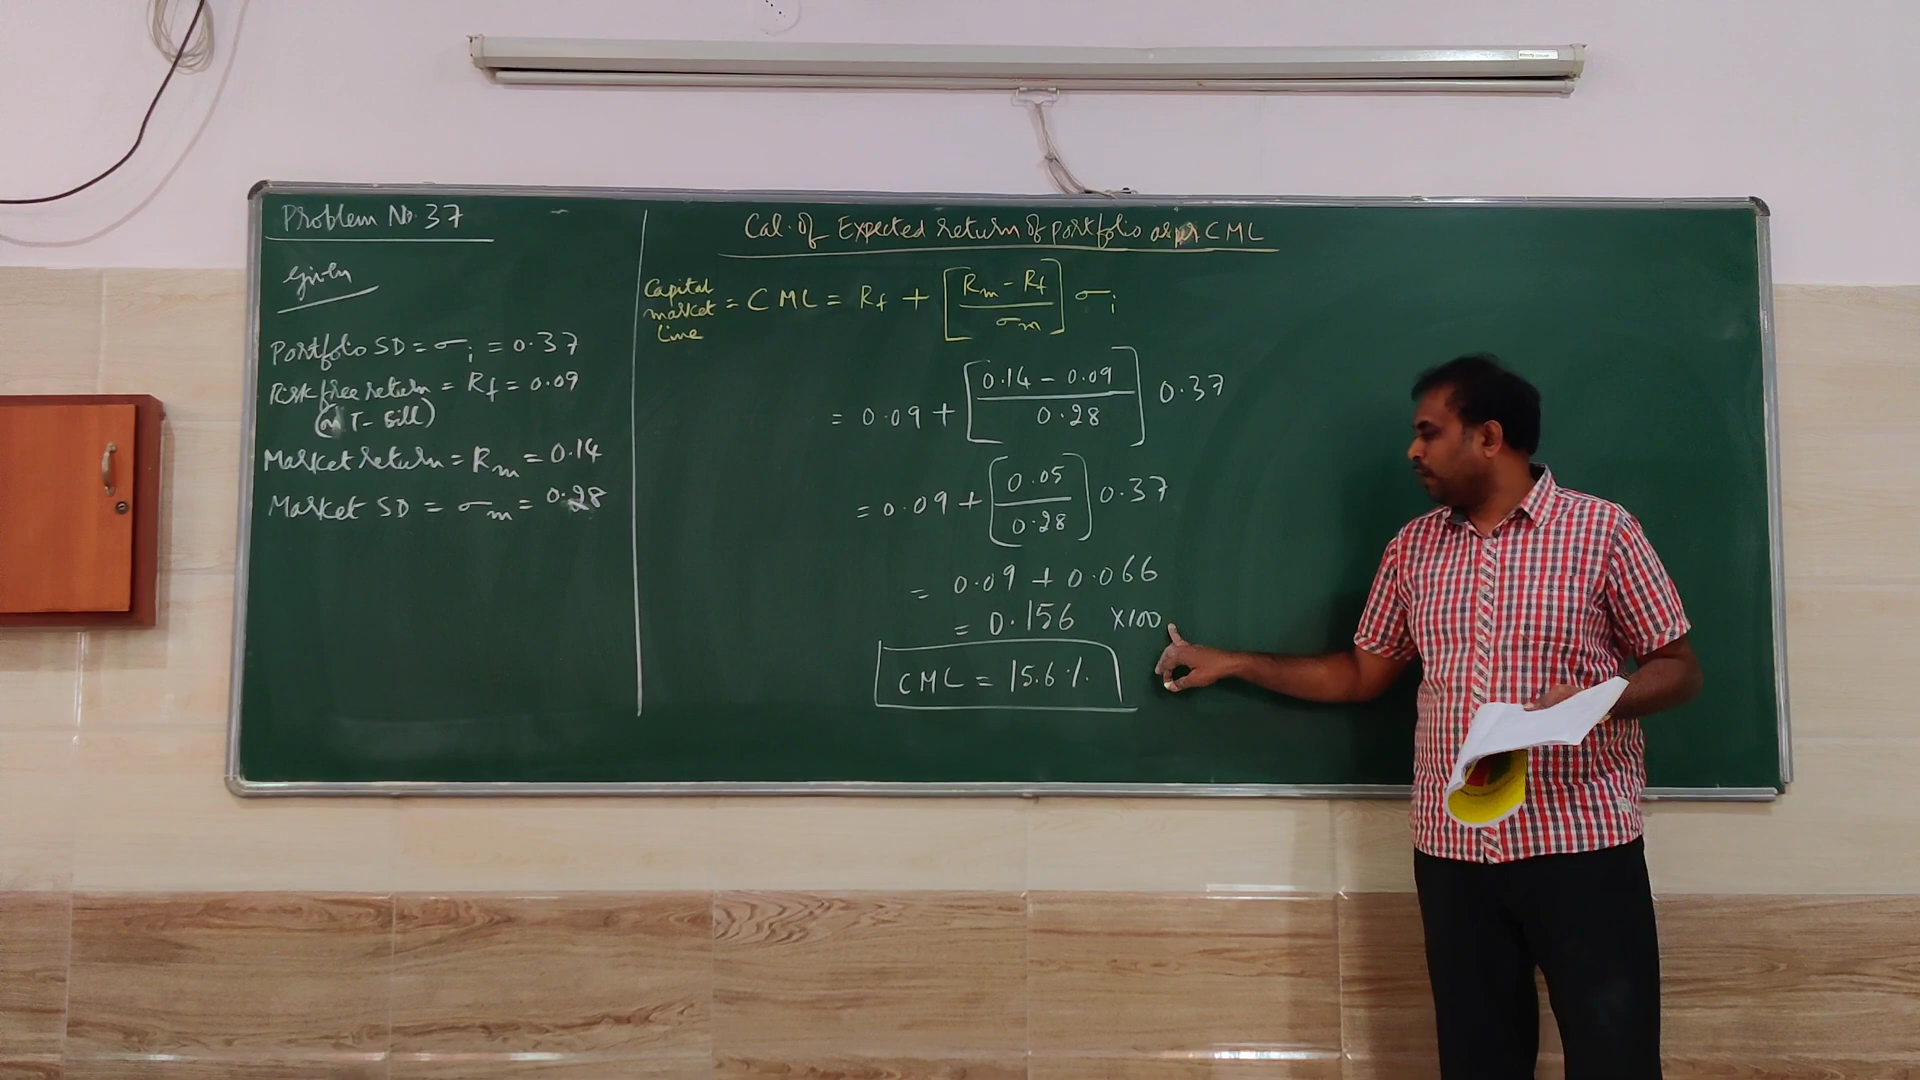 Problem No 37
Given
Portfolio SD = σi = 0.37
Risk free return = Rf = 0.09
(on T-Bill)
Market return = Rm = 0.14
Market SD = σm = 0.28
Cal. of Expected return of portfolio as per CML
Capital market line = CML = Rf + [Rm - Rf / σm] σi
= 0.09 + [0.14 - 0.09 / 0.28] 0.37
= 0.09 + [0.05 / 0.28] 0.37
= 0.09 + 0.066
= 0.156 ×100
CML = 15.6%